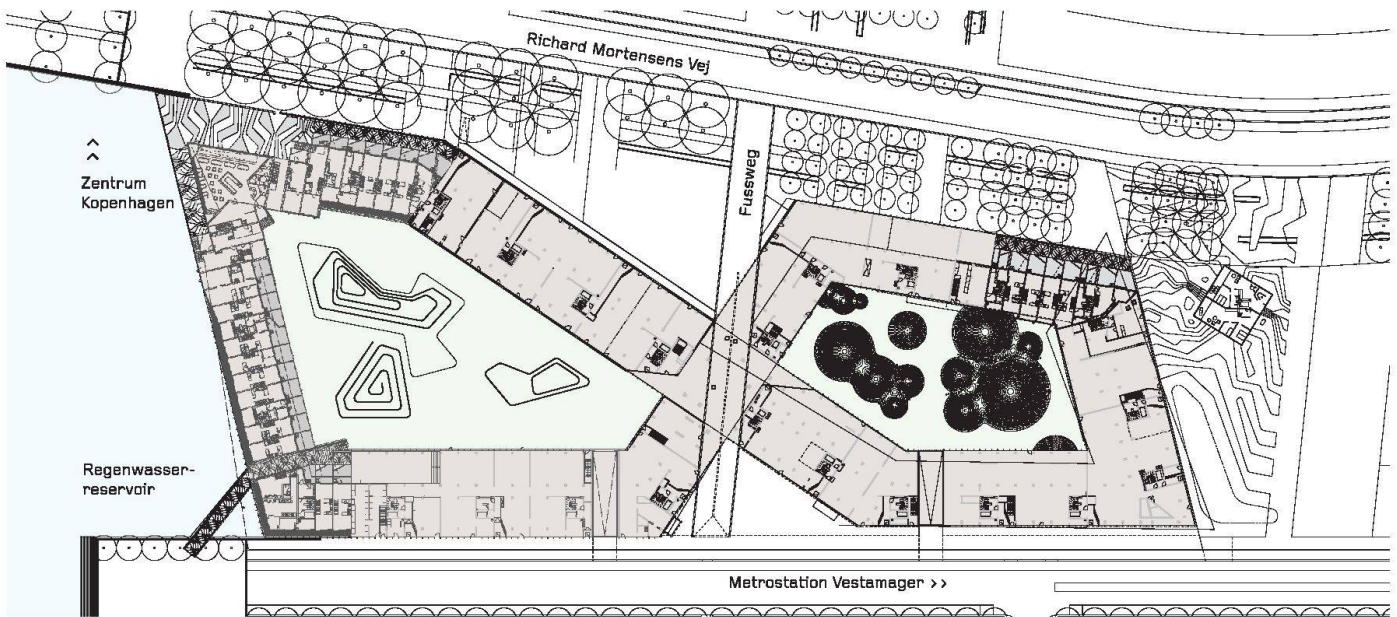 Richard Mortensens Vej
Zentrum
Kopenhagen
Fussweg
Regenwasser-
reservoir
Metrostation Vestamager >>